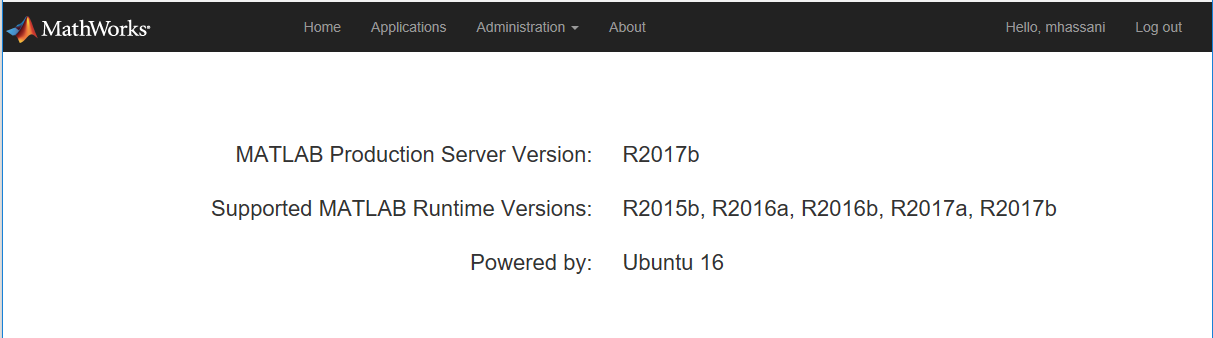 MathWorks® Home Applications Administration About Hello, mhassani Log out
MATLAB Production Server Version: R2017b
Supported MATLAB Runtime Versions: R2015b, R2016a, R2016b, R2017a, R2017b
Powered by: Ubuntu 16